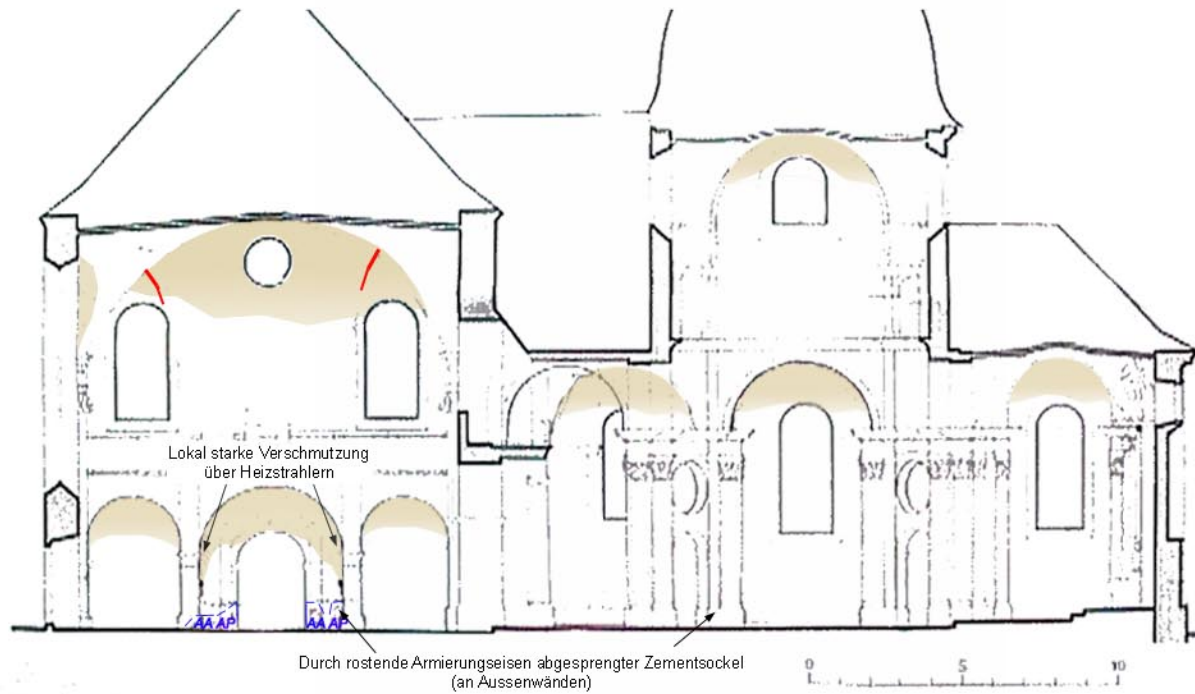 Lokal starke Verschmutzung
über Heizstrahlern
AA AP
AA AP
Durch rostende Armierungseisen abgesprengter Zementsockel
(an Aussenwänden)
0 5 10